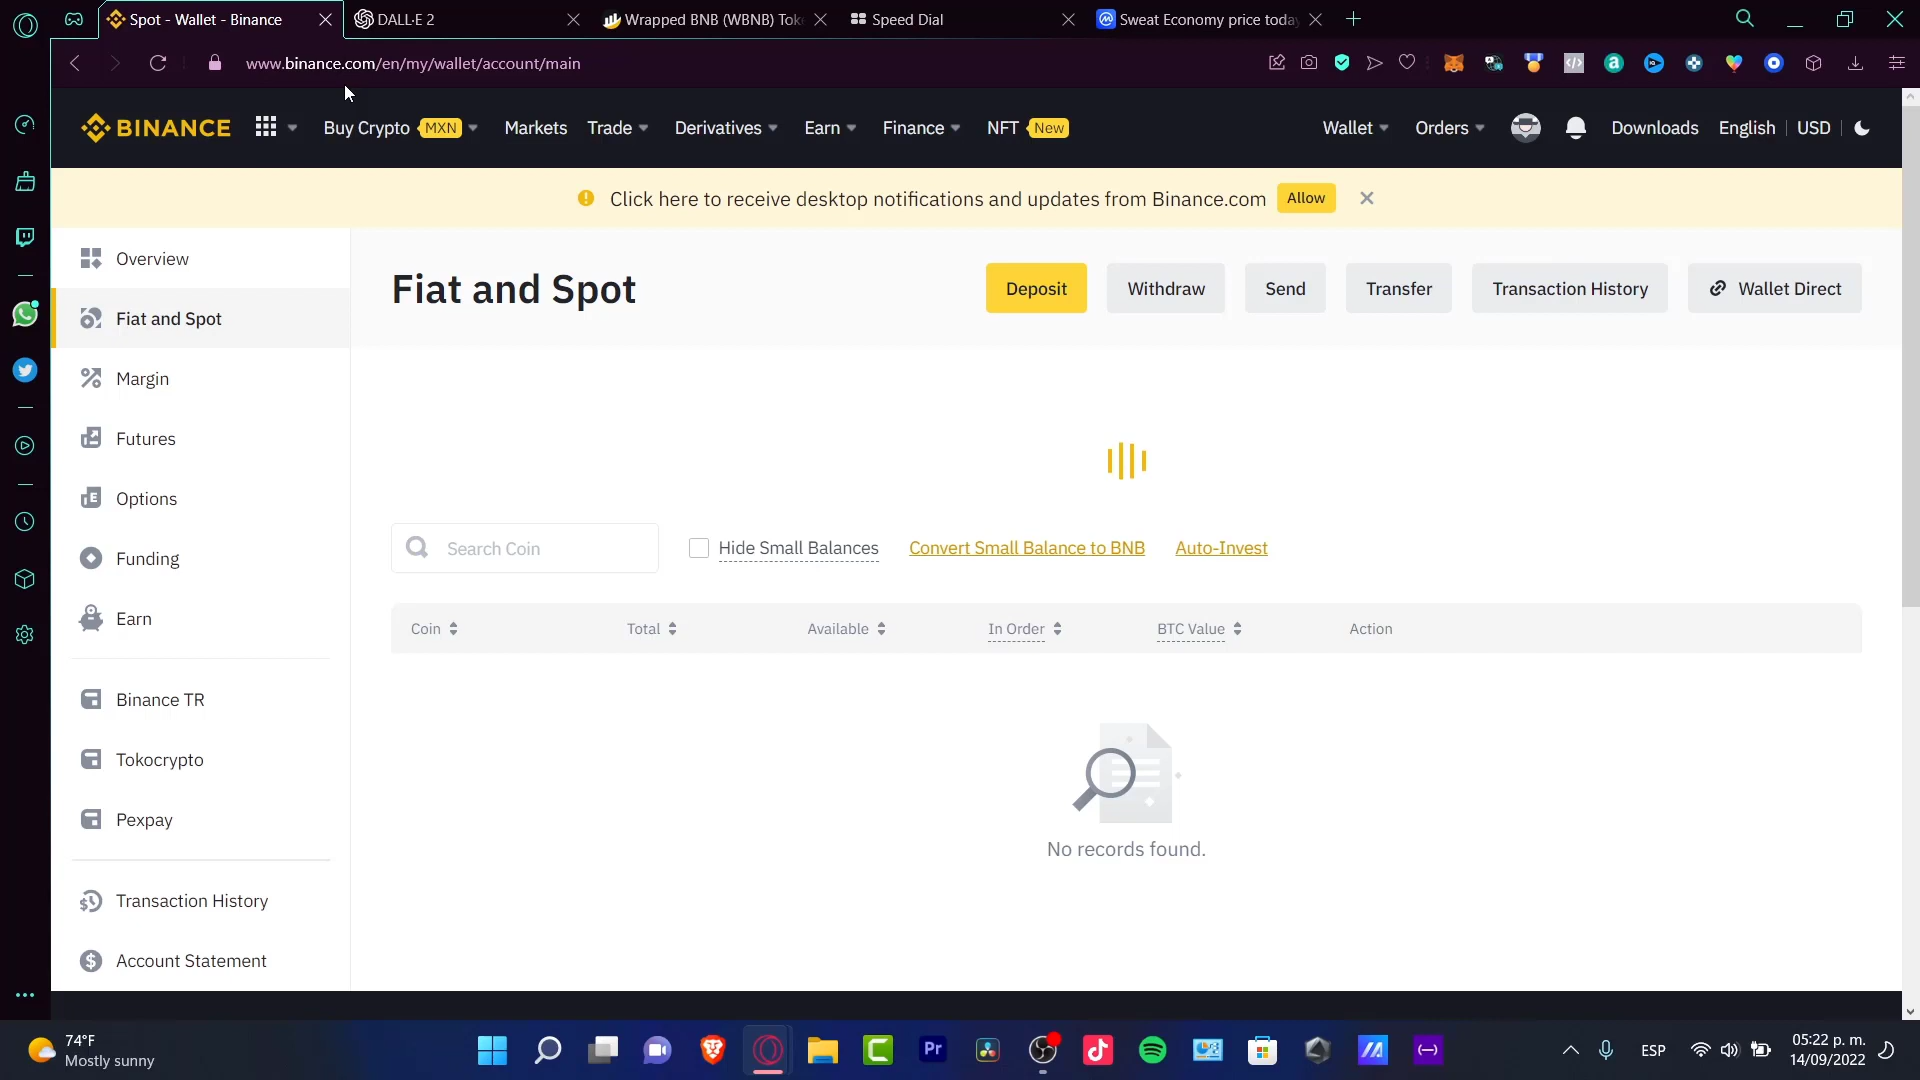 Spot - Wallet - Binance
DALL·E 2
Wrapped BNB (WBNB) Tok
Speed Dial
Sweat Economy price today
www.binance.com/en/my/wallet/account/main
BINANCE
Buy Crypto MXN
Markets
Trade
Derivatives
Earn
Finance
NFT New
Wallet
Orders
Downloads
English
USD
Click here to receive desktop notifications and updates from Binance.com
Allow
Overview
Fiat and Spot
Margin
Futures
Options
Funding
Earn
Binance TR
Tokocrypto
Pexpay
Transaction History
Account Statement
Fiat and Spot
Deposit
Withdraw
Send
Transfer
Transaction History
Wallet Direct
Search Coin
Hide Small Balances
Convert Small Balance to BNB
Auto-Invest
Coin
Total
Available
In Order
BTC Value
Action
No records found.
74°F
Mostly sunny
Pr
ESP
05:22 p. m.
14/09/2022